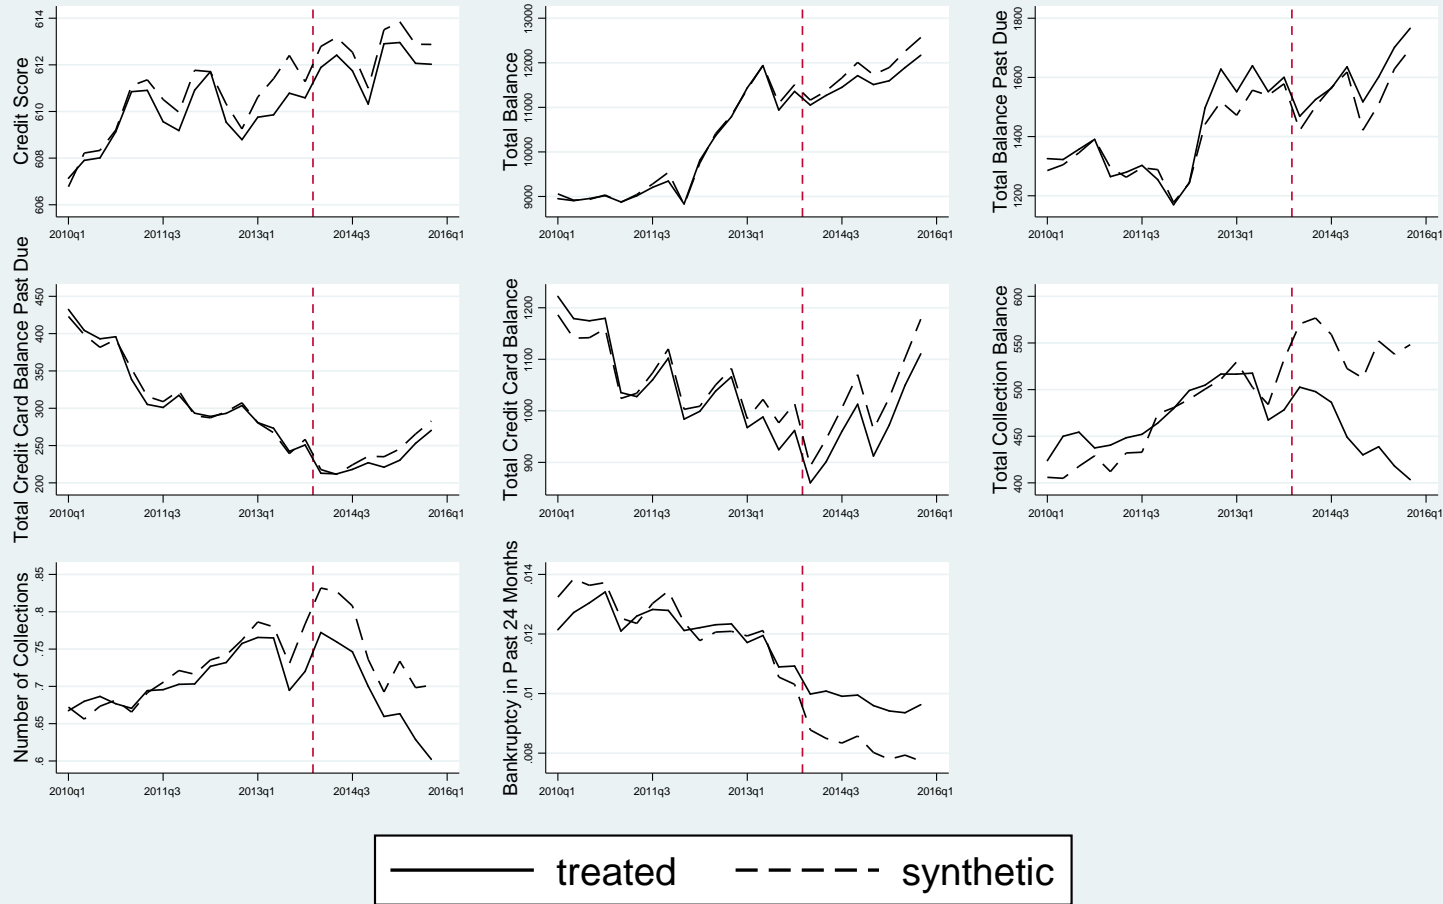 Credit Score
614
612
610
608
606
2010q1 2011q3 2013q1 2014q3 2016q1
Total Balance
13000
12000
11000
10000
9000
2010q1 2011q3 2013q1 2014q3 2016q1
Total Balance Past Due
1800
1600
1400
1200
2010q1 2011q3 2013q1 2014q3 2016q1
Total Credit Card Balance Past Due
450
400
350
300
250
200
2010q1 2011q3 2013q1 2014q3 2016q1
Total Credit Card Balance
1200
1100
1000
900
2010q1 2011q3 2013q1 2014q3 2016q1
Total Collection Balance
600
550
500
450
400
2010q1 2011q3 2013q1 2014q3 2016q1
Number of Collections
.85
.8
.75
.7
.65
.6
2010q1 2011q3 2013q1 2014q3 2016q1
Bankruptcy in Past 24 Months
.014
.012
.01
.008
2010q1 2011q3 2013q1 2014q3 2016q1
treated synthetic